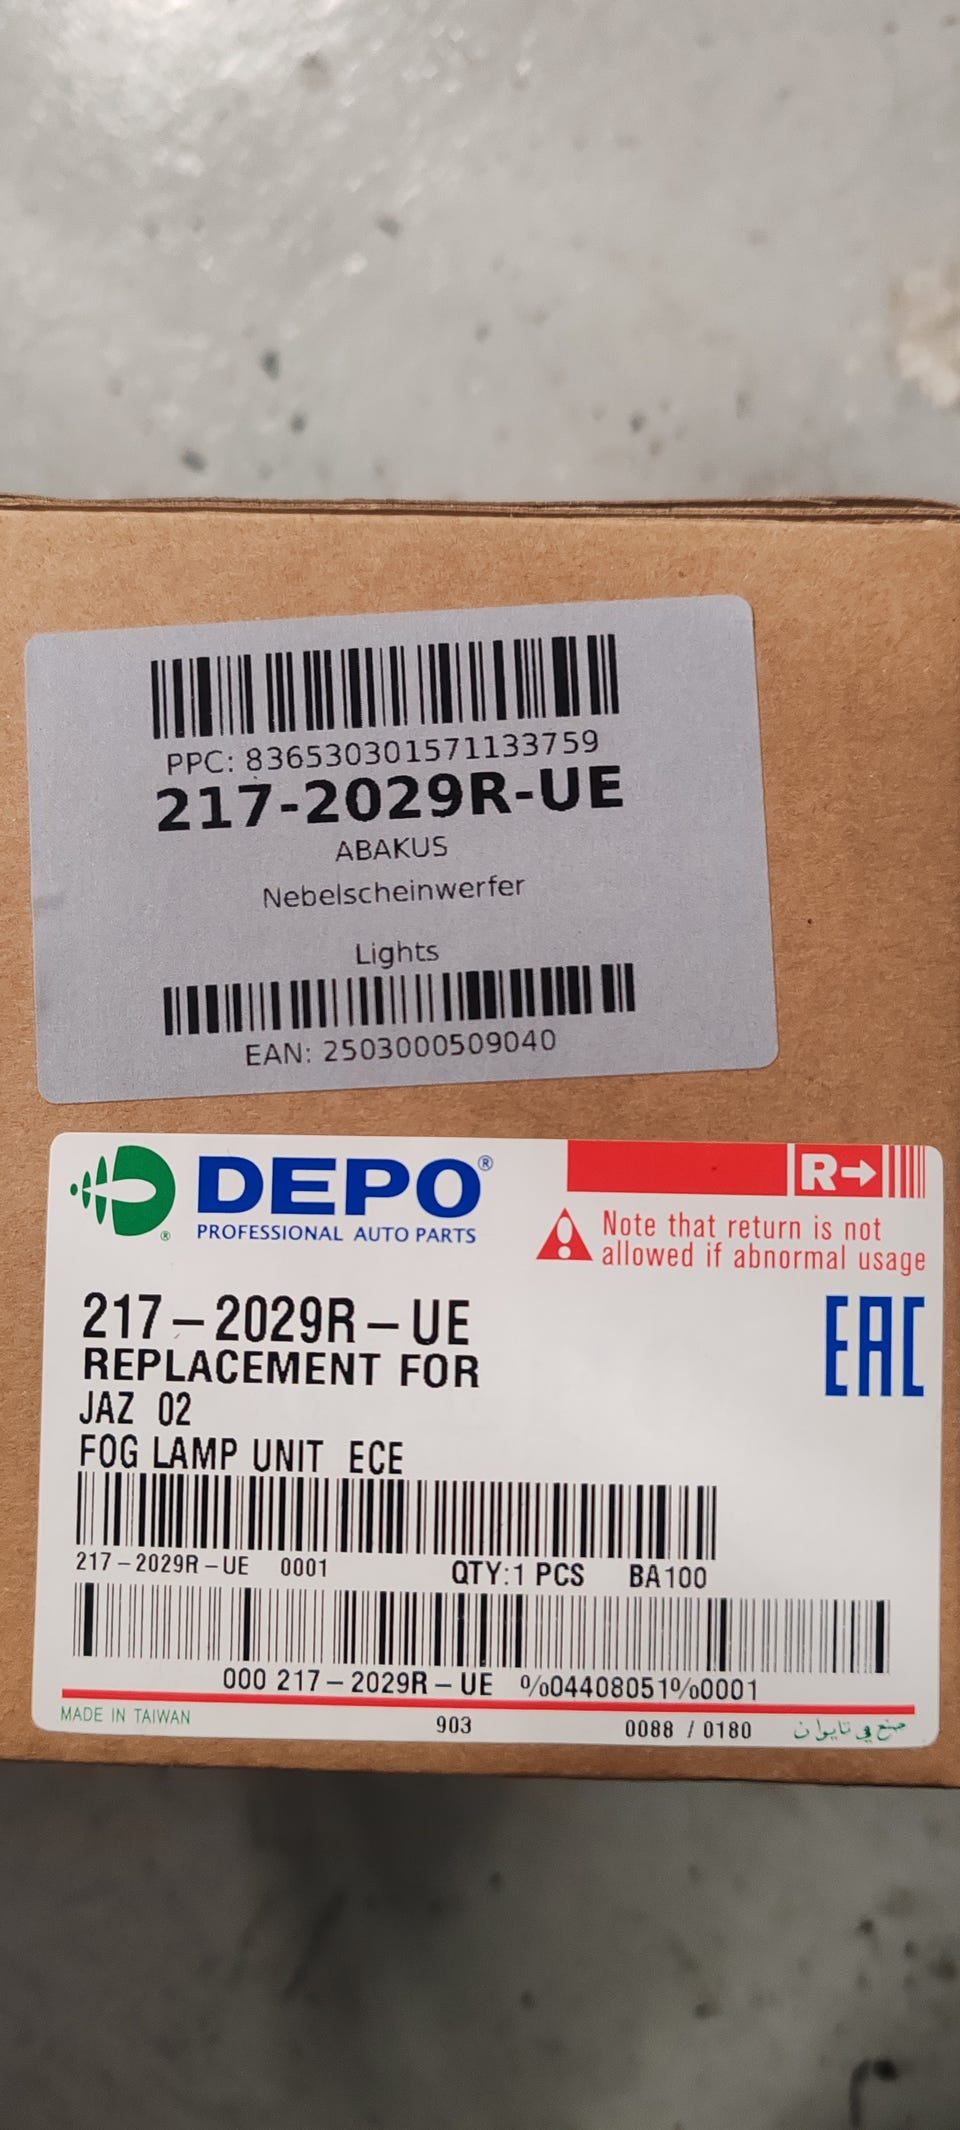 PPC: 836530301571133759
217-2029R-UE
ABAKUS
Nebelscheinwerfer
Lights
EAN: 2503000509040
DEPO®
PROFESSIONAL AUTO PARTS
®
R→
Note that return is not
allowed if abnormal usage
217-2029R-UE
REPLACEMENT FOR
JAZ 02
FOG LAMP UNIT ECE
EAC
217-2029R-UE 0001 QTY:1 PCS BA100
000 217-2029R-UE %04408051%0001
MADE IN TAIWAN 903 0088 / 0180 صنع في تايوان